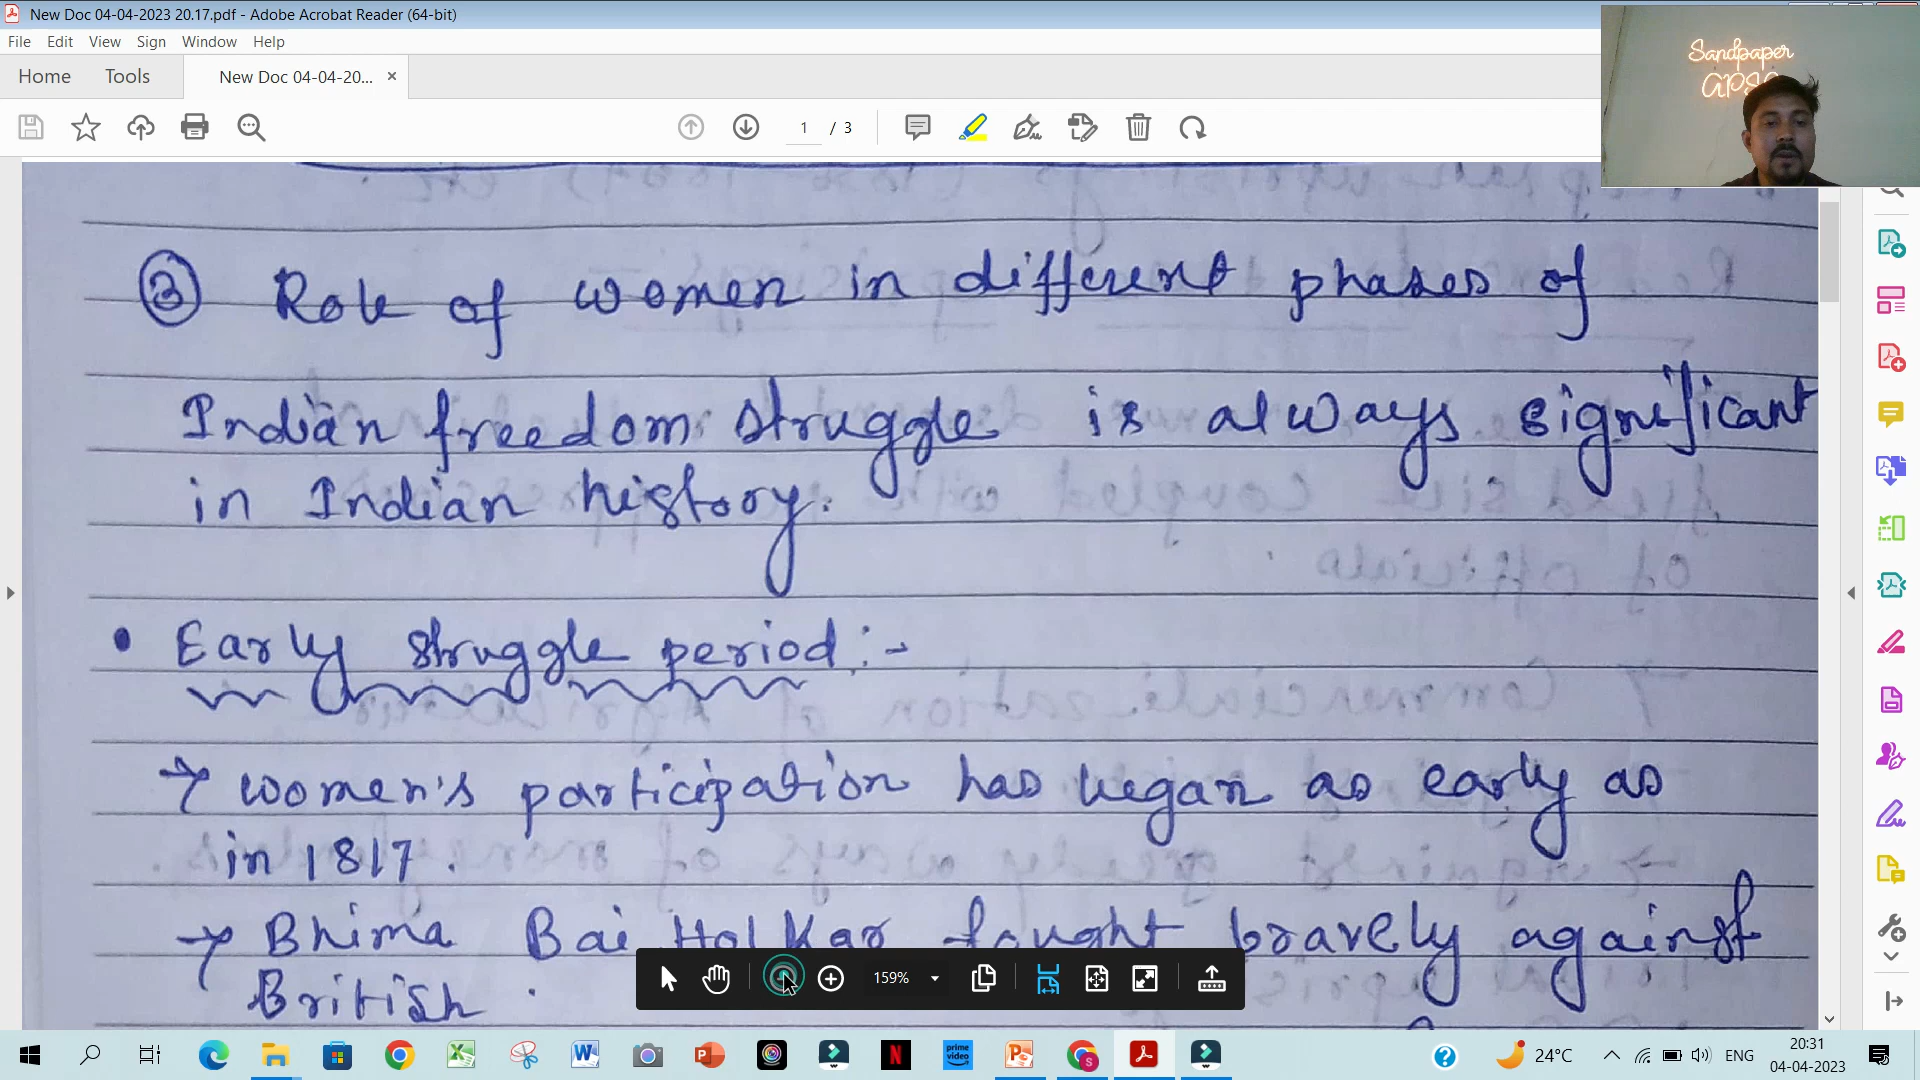 New Doc 04-04-2023 20.17.pdf - Adobe Acrobat Reader (64-bit)
File Edit View Sign Window Help
Home Tools New Doc 04-04-20... ×
1 / 3
Sandpaper
APSC
③ Role of women in different phases of
Indian freedom struggle is always significant
in Indian history.
• Early struggle period :-
→ women's participation has began as early as
in 1817.
→ Bhima Bai Holkar fought bravely against
British.
159%
24°C
ENG
20:31
04-04-2023